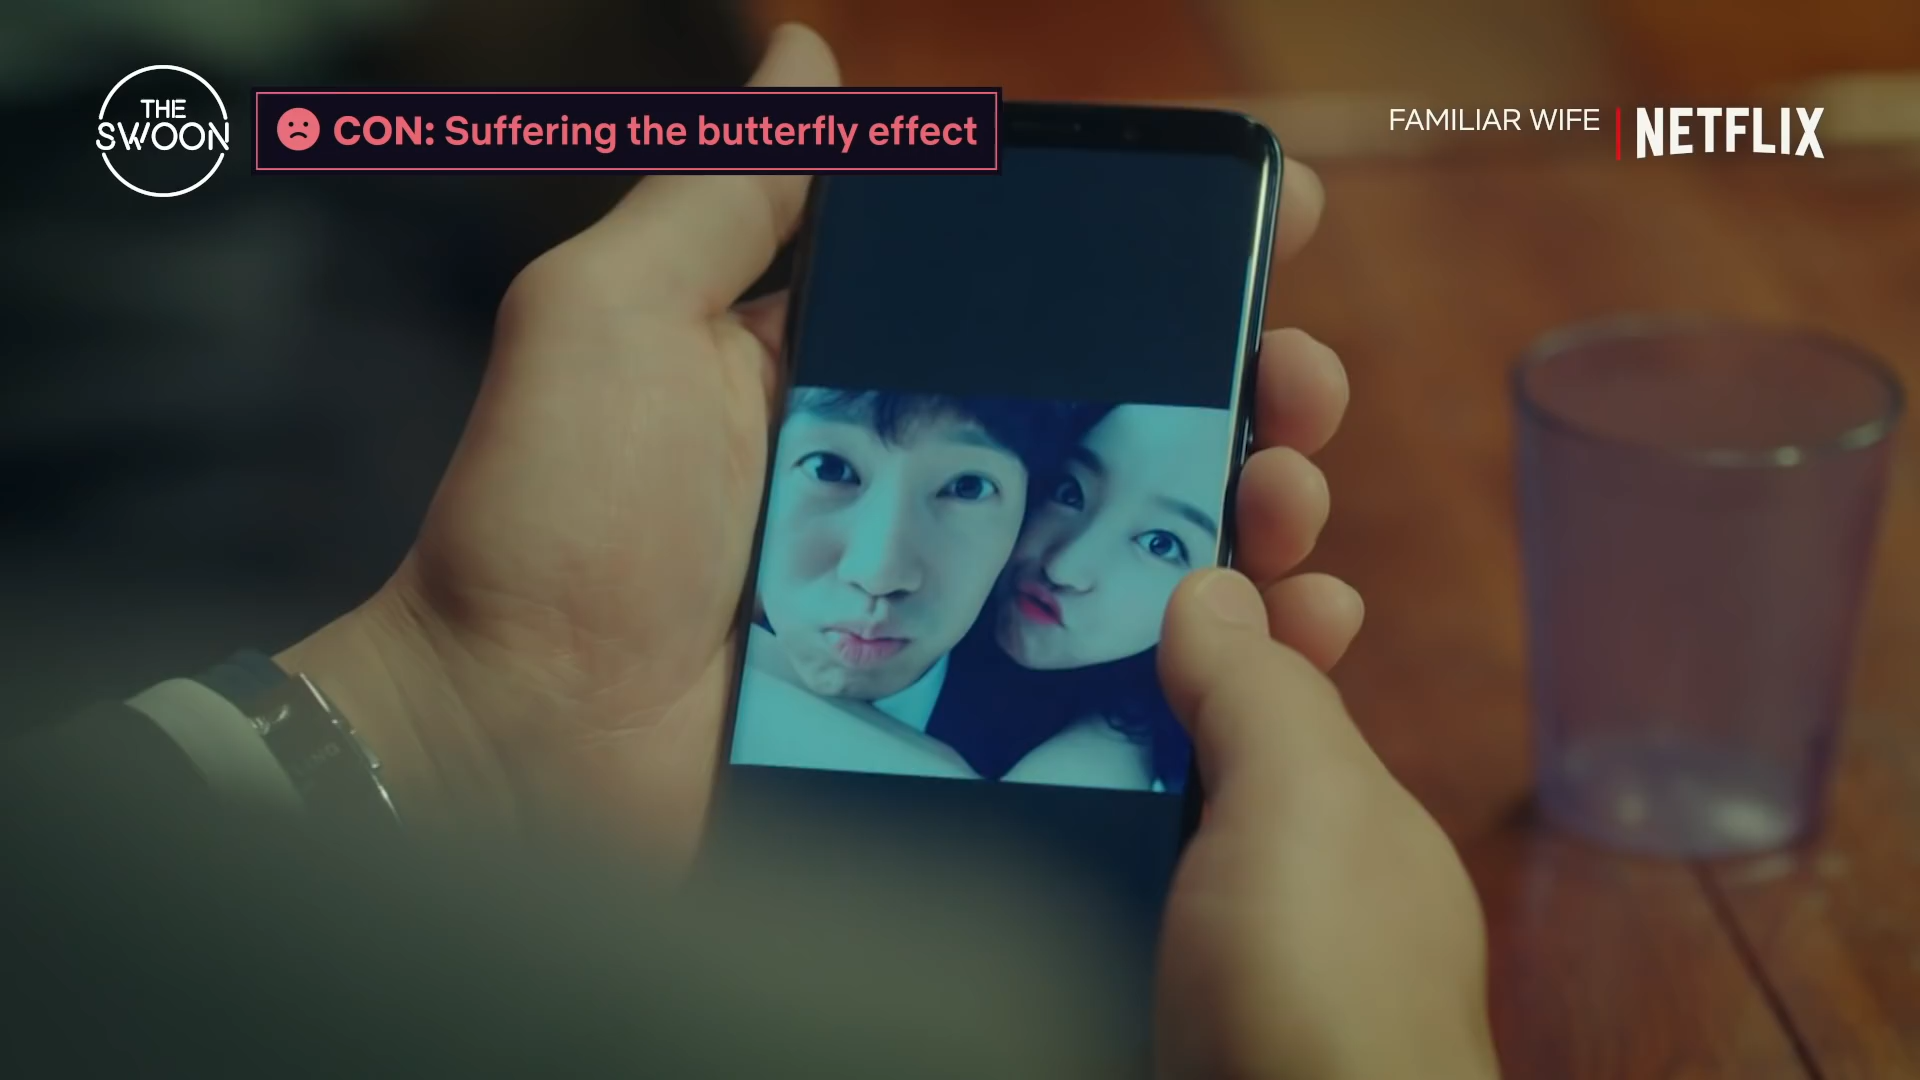 THE
SWOON
CON: Suffering the butterfly effect
FAMILIAR WIFE
NETFLIX